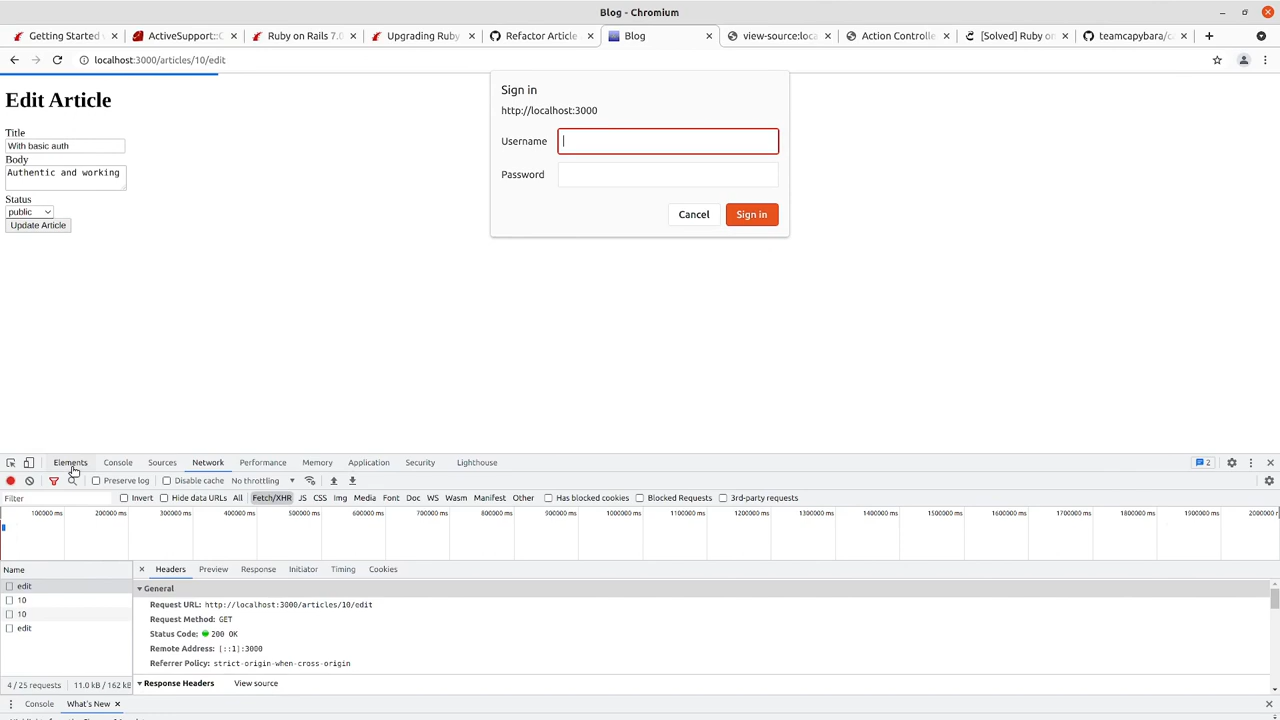 Blog - Chromium
Getting Started
ActiveSupport::C
Ruby on Rails 7.0
Upgrading Ruby
Refactor Article
Blog
view-source:loca
Action Controlle
[Solved] Ruby on
teamcapybara/ca
localhost:3000/articles/10/edit
Edit Article
Title
With basic auth
Body
Authentic and working
Status
public
Update Article
Sign in
http://localhost:3000
Username
Password
Cancel Sign in
Elements Console Sources Network Performance Memory Application Security Lighthouse 2
Preserve log Disable cache No throttling
Filter Invert Hide data URLs All Fetch/XHR JS CSS Img Media Font Doc WS Wasm Manifest Other Has blocked cookies Blocked Requests 3rd-party requests
100000 ms 200000 ms 300000 ms 400000 ms 500000 ms 600000 ms 700000 ms 800000 ms 900000 ms 1000000 ms 1100000 ms 1200000 ms 1300000 ms 1400000 ms 1500000 ms 1600000 ms 1700000 ms 1800000 ms 1900000 ms 2000000
Name
edit
10
10
edit
4 / 25 requests 11.0 kB / 162 kB
Headers Preview Response Initiator Timing Cookies
General
Request URL: http://localhost:3000/articles/10/edit
Request Method: GET
Status Code: 200 OK
Remote Address: [::1]:3000
Referrer Policy: strict-origin-when-cross-origin
Response Headers View source
Console What's New